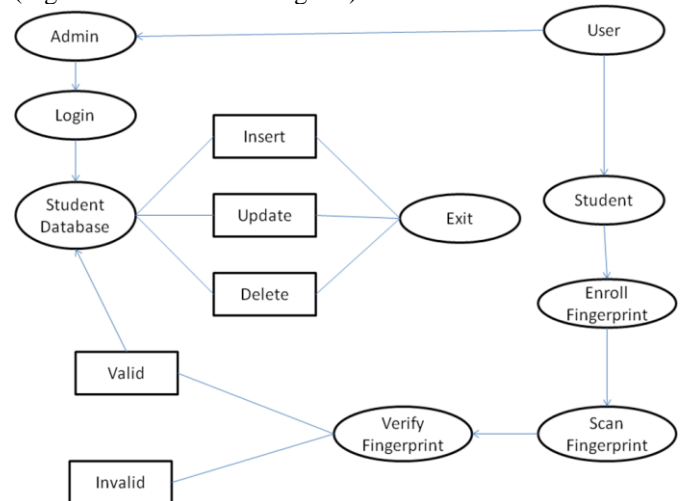 Admin
User
Login
Insert
Student
Database
Update
Exit
Student
Delete
Enroll
Fingerprint
Valid
Verify
Fingerprint
Scan
Fingerprint
Invalid